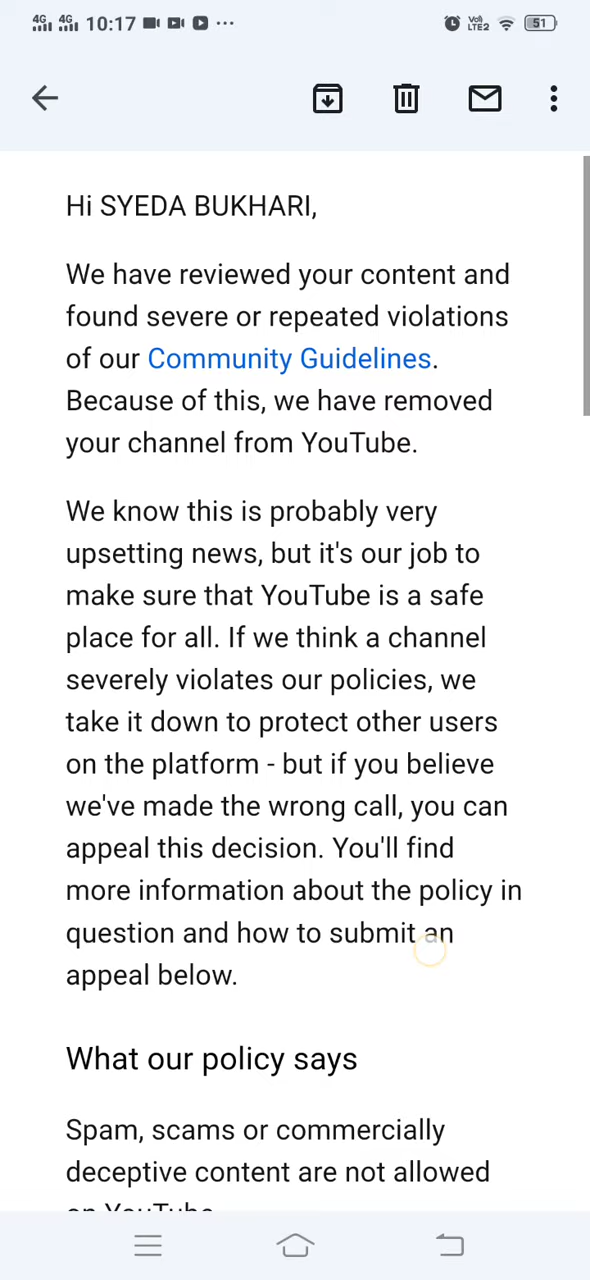 4G 4G 10:17 Vo) LTE2 51
Hi SYEDA BUKHARI,
We have reviewed your content and
found severe or repeated violations
of our Community Guidelines.
Because of this, we have removed
your channel from YouTube.
We know this is probably very
upsetting news, but it's our job to
make sure that YouTube is a safe
place for all. If we think a channel
severely violates our policies, we
take it down to protect other users
on the platform - but if you believe
we've made the wrong call, you can
appeal this decision. You'll find
more information about the policy in
question and how to submit an
appeal below.
What our policy says
Spam, scams or commercially
deceptive content are not allowed
on YouTube